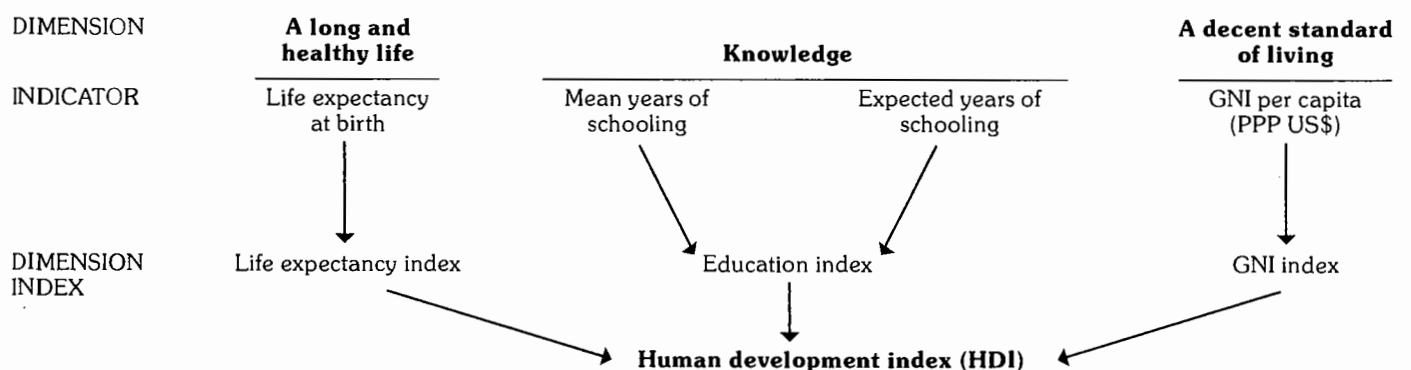 DIMENSION
A long and
healthy life
Knowledge
A decent standard
of living
INDICATOR
Life expectancy
at birth
Mean years of
schooling
Expected years of
schooling
GNI per capita
(PPP US$)
DIMENSION
INDEX
Life expectancy index
Education index
GNI index
Human development index (HDI)